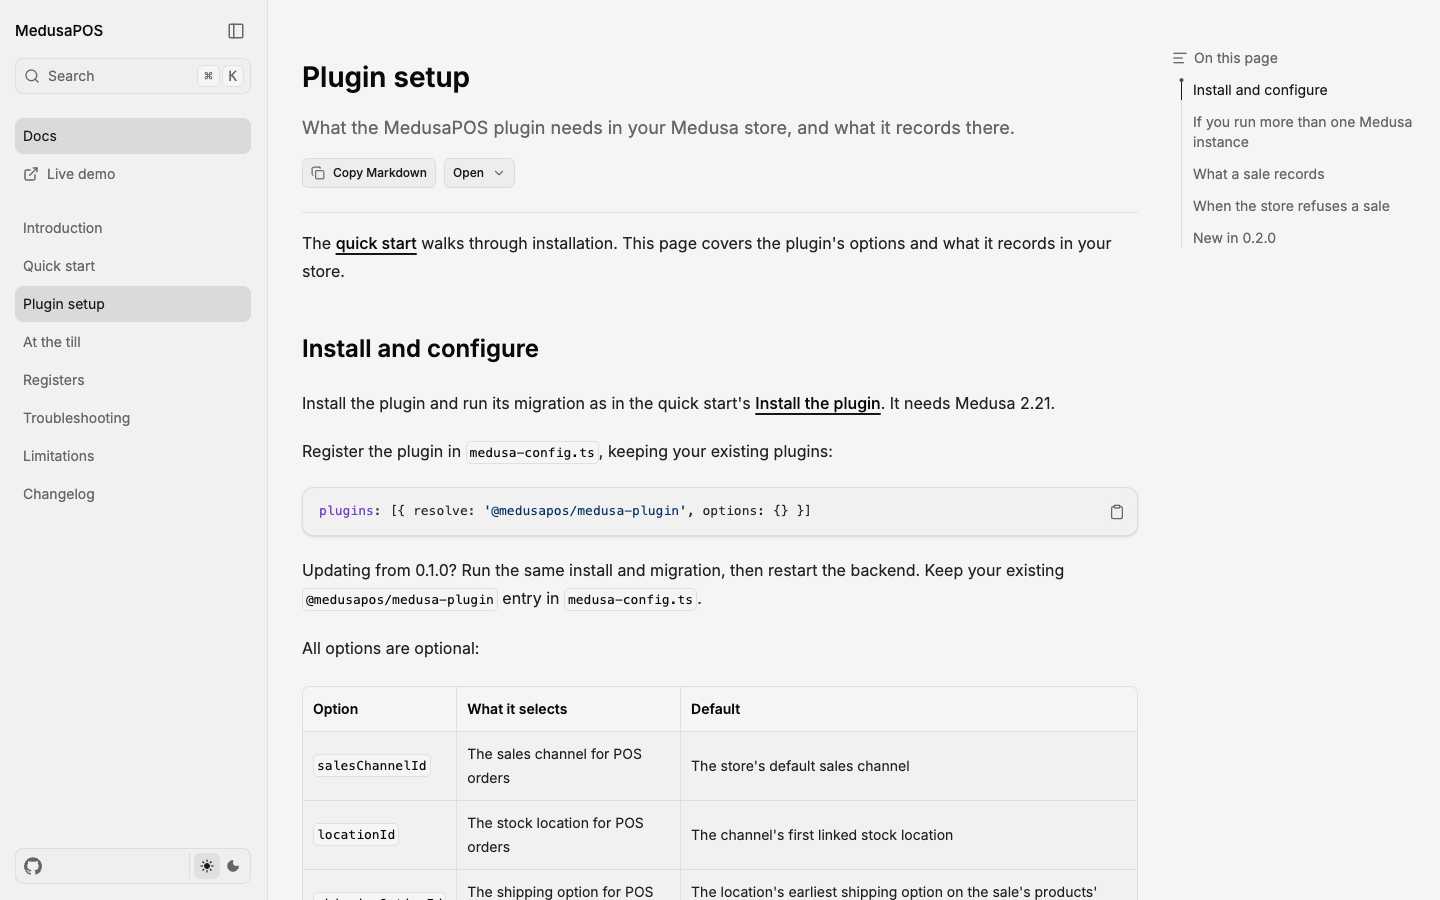 MedusaPOS
Search
⌘ K
Docs
Live demo
Introduction
Quick start
Plugin setup
At the till
Registers
Troubleshooting
Limitations
Changelog
Plugin setup
What the MedusaPOS plugin needs in your Medusa store, and what it records there.
Copy Markdown
Open
The quick start walks through installation. This page covers the plugin's options and what it records in your
store.
Install and configure
Install the plugin and run its migration as in the quick start's Install the plugin. It needs Medusa 2.21.
Register the plugin in medusa-config.ts, keeping your existing plugins:
plugins: [{ resolve: '@medusapos/medusa-plugin', options: {} }]
Updating from 0.1.0? Run the same install and migration, then restart the backend. Keep your existing
@medusapos/medusa-plugin entry in medusa-config.ts.
All options are optional:
Option
What it selects
Default
salesChannelId
The sales channel for POS
orders
The store's default sales channel
locationId
The stock location for POS
orders
The channel's first linked stock location
The shipping option for POS
The location's earliest shipping option on the sale's products'
On this page
Install and configure
If you run more than one Medusa
instance
What a sale records
When the store refuses a sale
New in 0.2.0